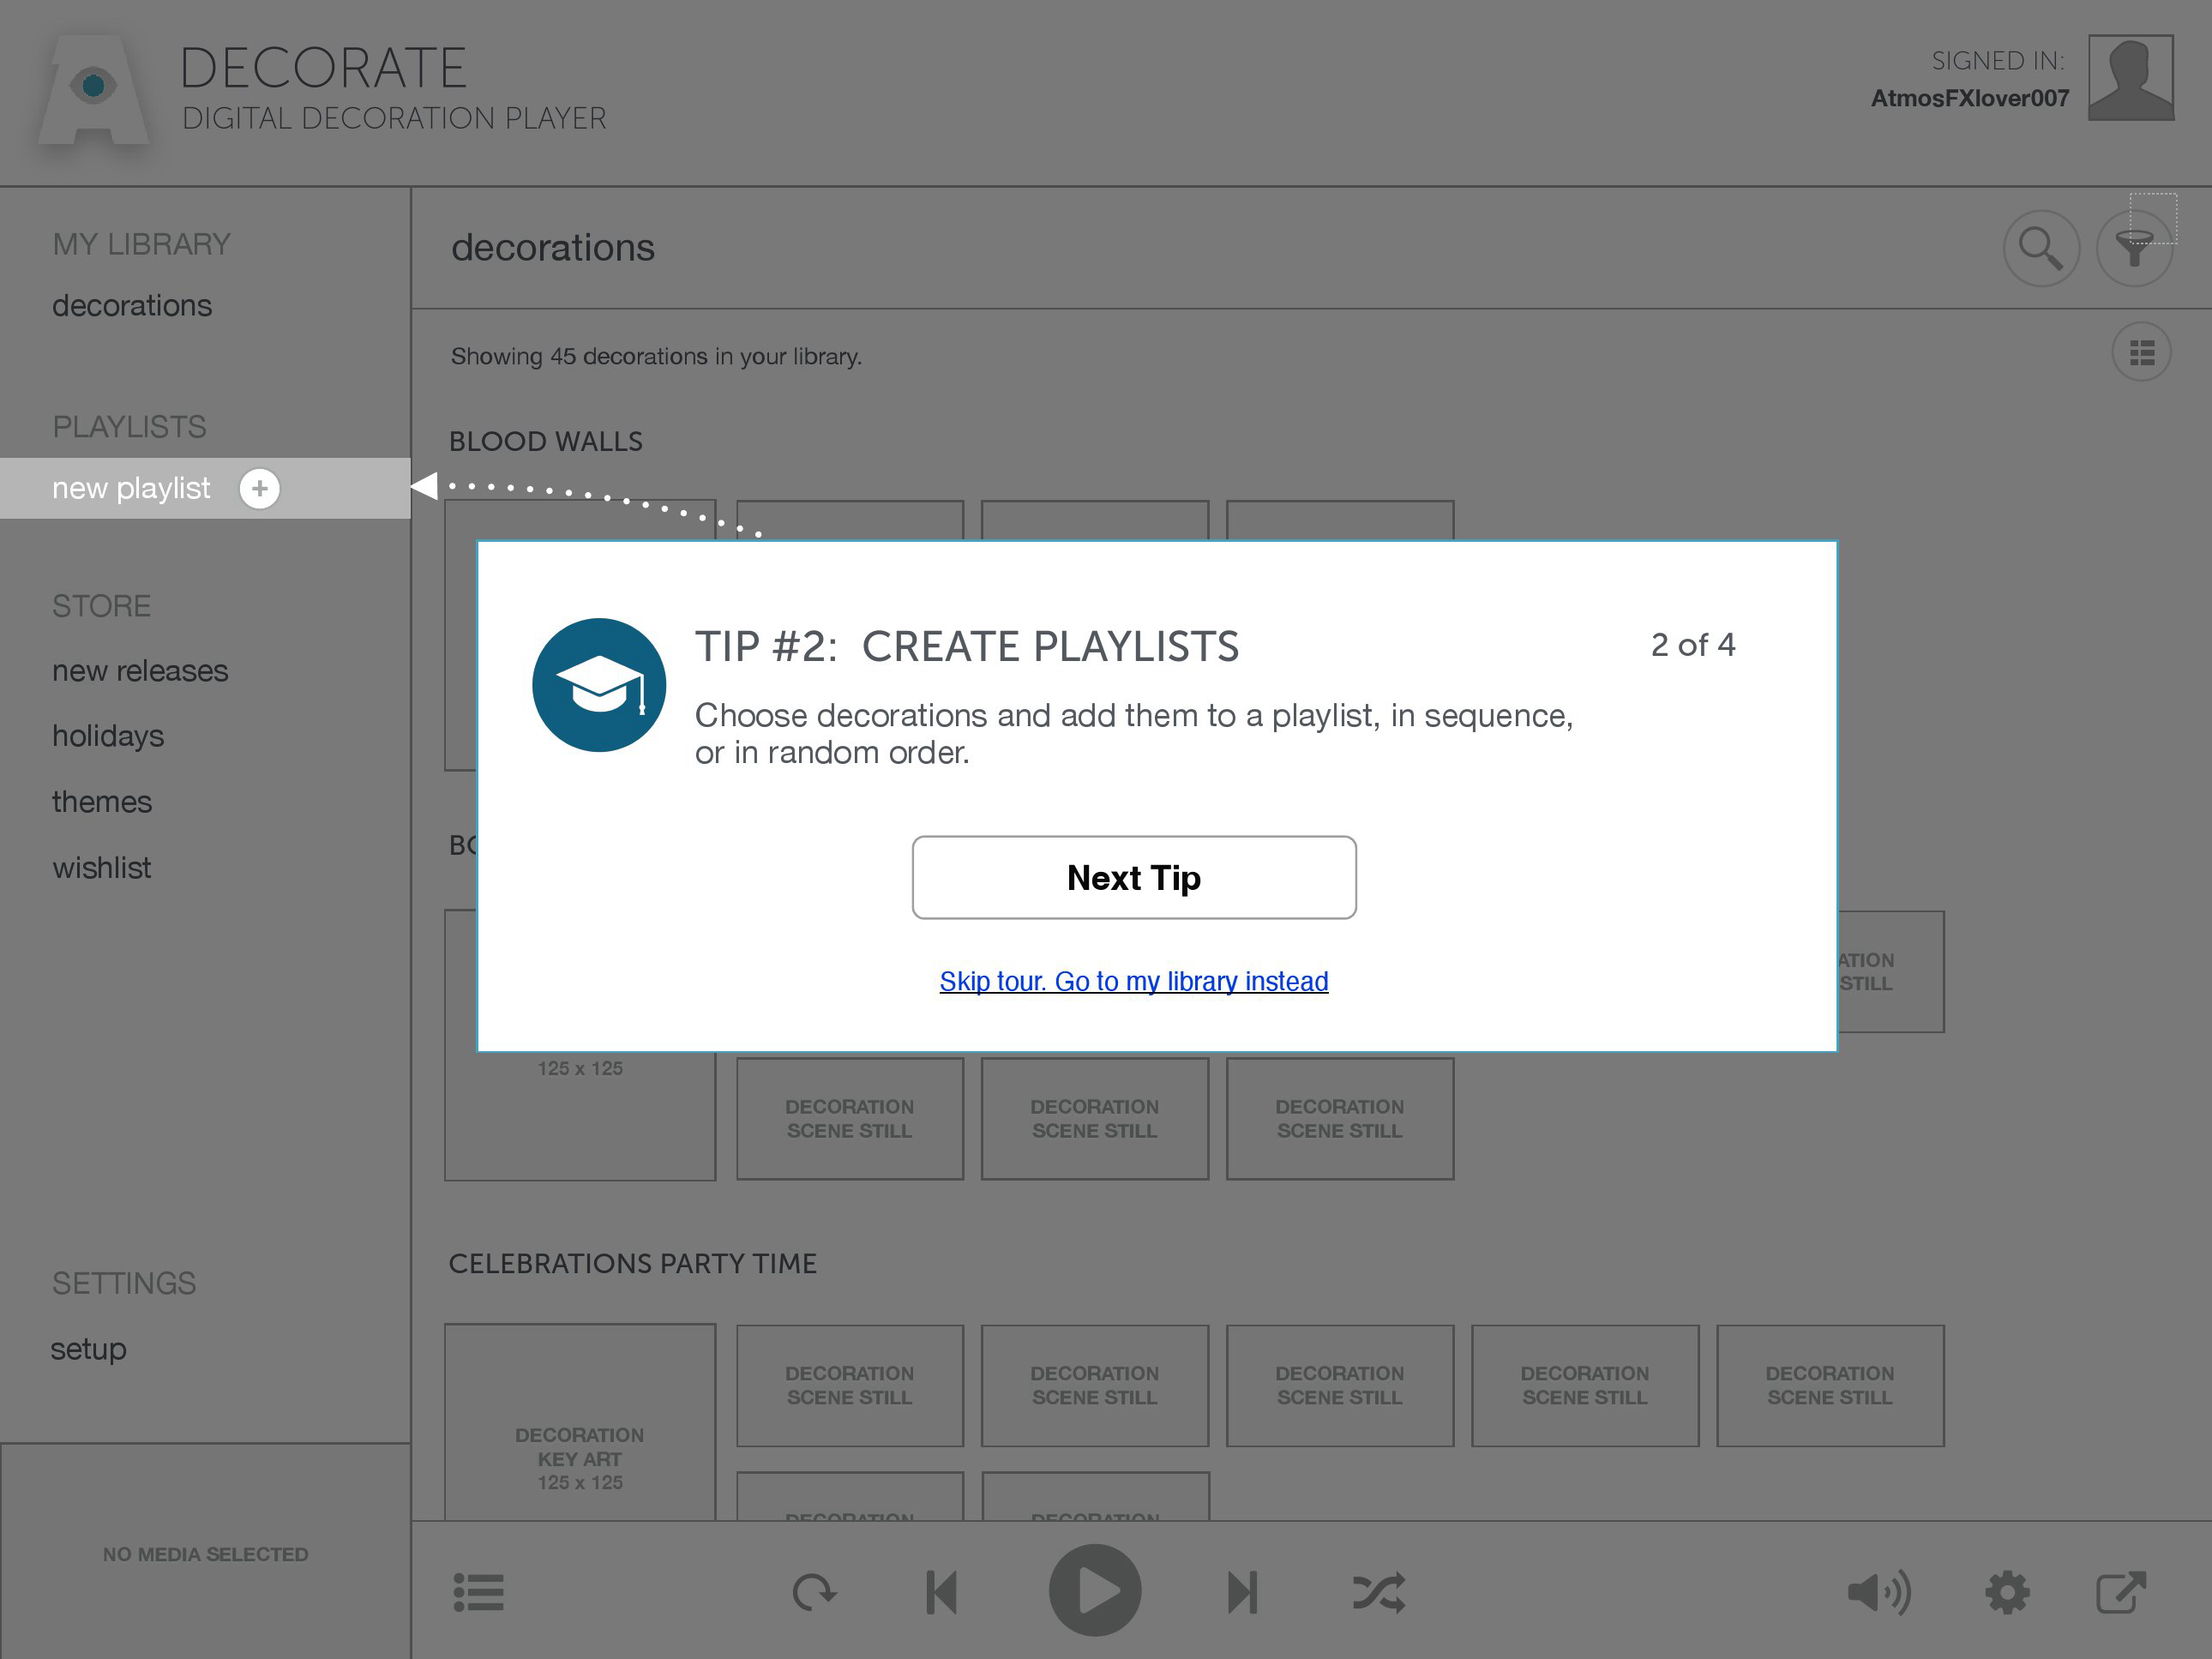 DECORATE
DIGITAL DECORATION PLAYER
SIGNED IN:
AtmosFXlover007
MY LIBRARY
decorations
PLAYLISTS
new playlist
STORE
new releases
holidays
themes
wishlist
SETTINGS
setup
NO MEDIA SELECTED
decorations
Showing 45 decorations in your library.
BLOOD WALLS
TIP #2: CREATE PLAYLISTS
2 of 4
Choose decorations and add them to a playlist, in sequence,
or in random order.
Next Tip
Skip tour. Go to my library instead
STILL
125 x 125
DECORATION
SCENE STILL
DECORATION
SCENE STILL
DECORATION
SCENE STILL
CELEBRATIONS PARTY TIME
DECORATION
KEY ART
125 x 125
DECORATION
SCENE STILL
DECORATION
SCENE STILL
DECORATION
SCENE STILL
DECORATION
SCENE STILL
DECORATION
SCENE STILL
DECORATION
DECORATION